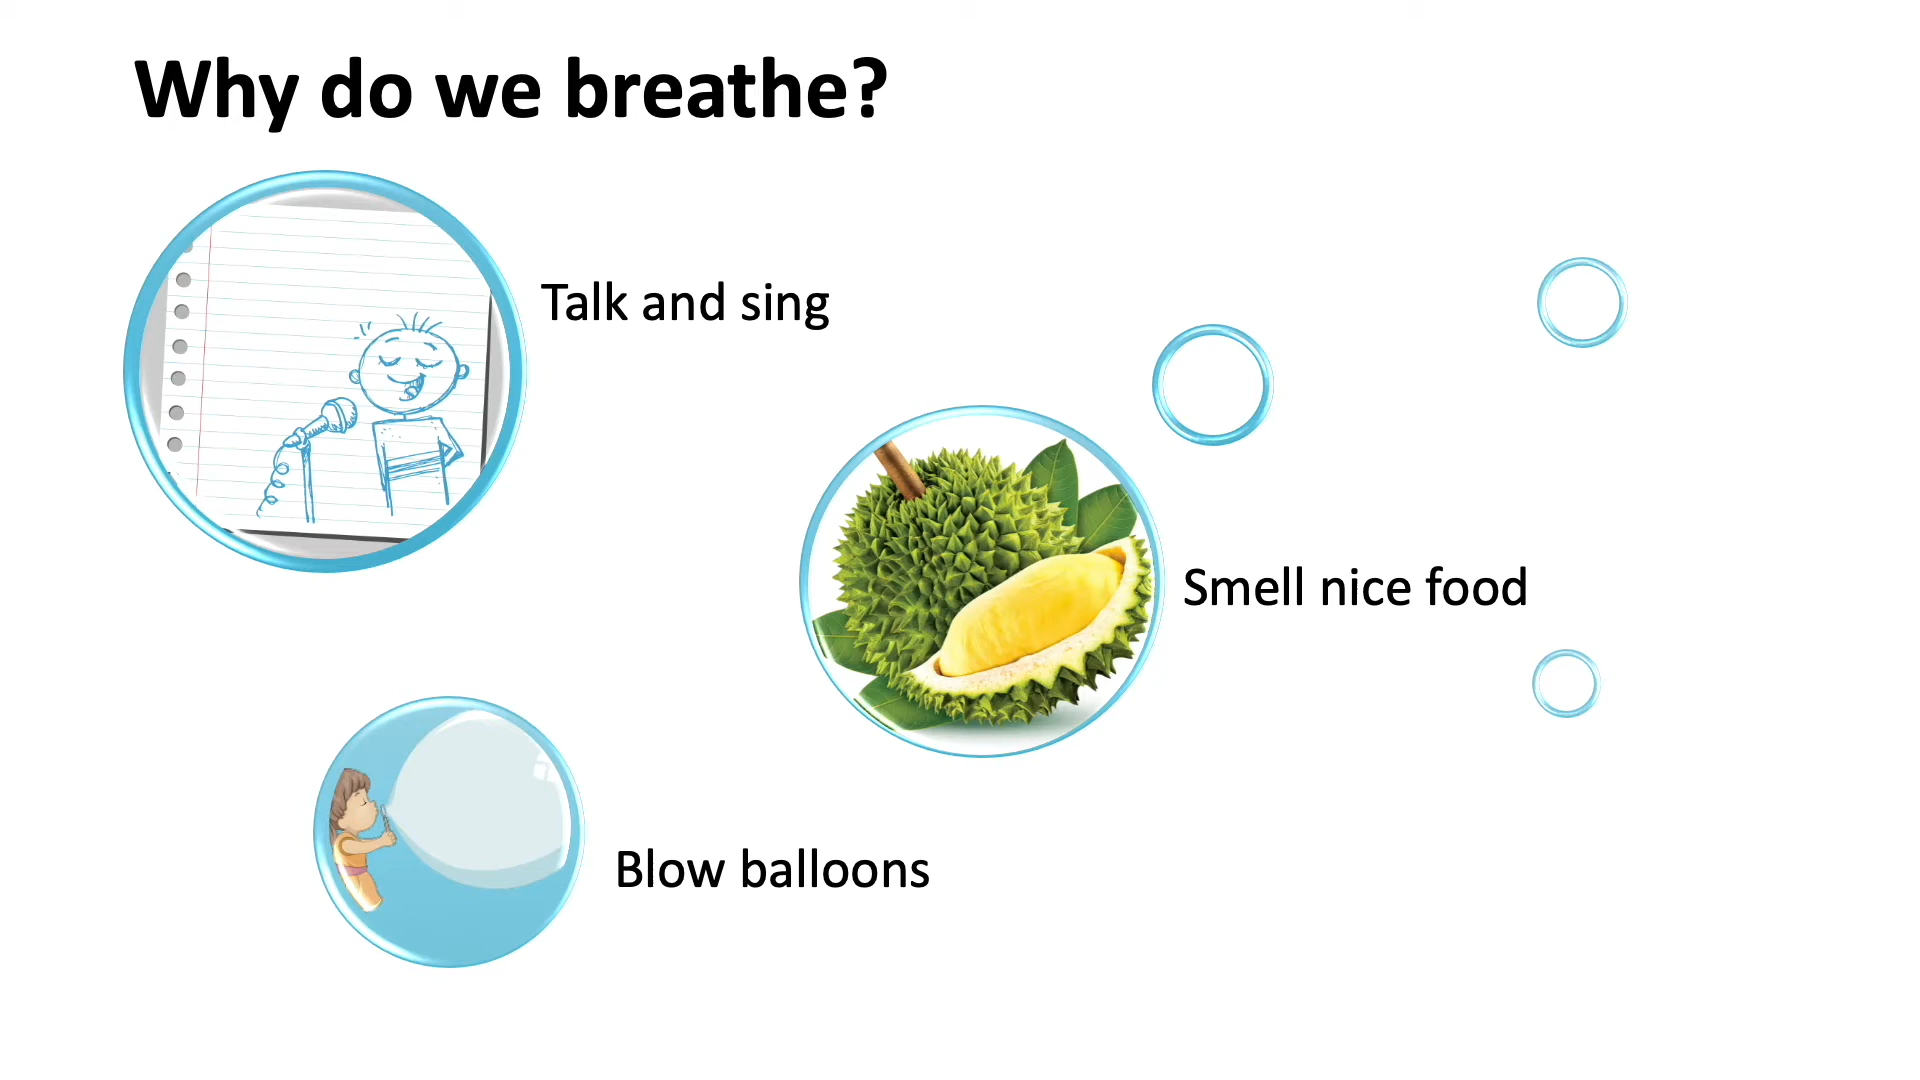 Why do we breathe?
Talk and sing
Smell nice food
Blow balloons